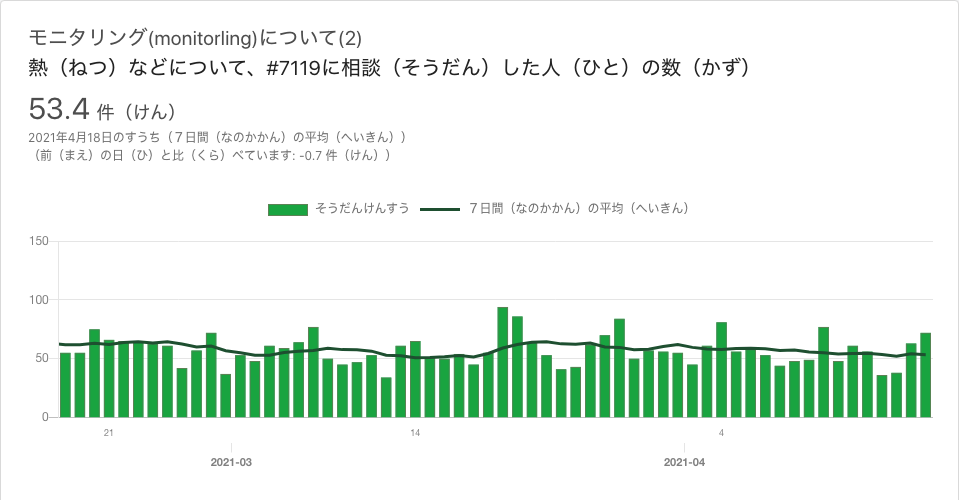 モニタリング(monitorling)について(2)
熱（ねつ）などについて、#7119に相談（そうだん）した人（ひと）の数（かず）
53.4 件（けん）
2021年4月18日のすうち（７日間（なのかかん）の平均（へいきん））
（前（まえ）の日（ひ）と比（くら）べています: -0.7 件（けん））
そうだんけんすう ７日間（なのかかん）の平均（へいきん）
150
100
50
0
21 14 4
2021-03 2021-04